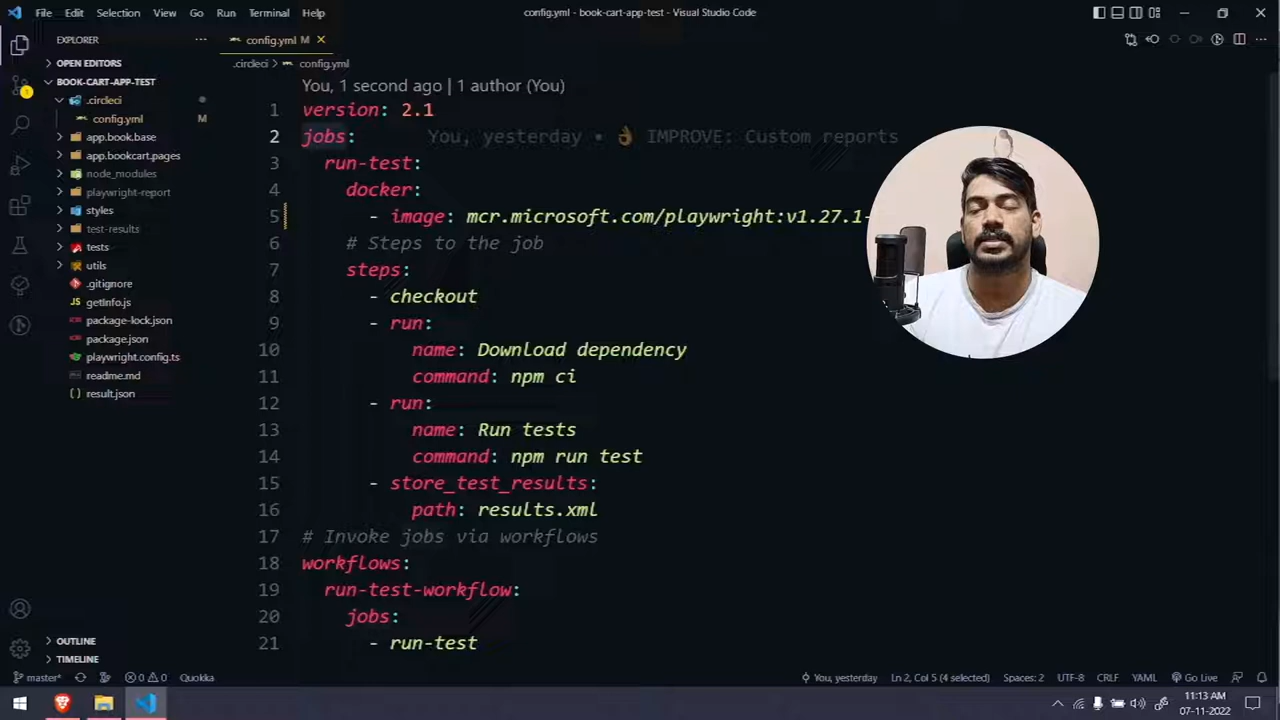 File Edit Selection View Go Run Terminal Help
config.yml - book-cart-app-test - Visual Studio Code
EXPLORER
OPEN EDITORS
BOOK-CART-APP-TEST
.circleci
config.yml M
app.book.base
app.bookcart.pages
node_modules
playwright-report
styles
test-results
tests
utils
.gitignore
getInfo.js
package-lock.json
package.json
playwright.config.ts
readme.md
result.json
OUTLINE
TIMELINE
config.yml M
.circleci > config.yml
You, 1 second ago | 1 author (You)
1 version: 2.1
2 jobs: You, yesterday • 👌 IMPROVE: Custom reports
3 run-test:
4 docker:
5 - image: mcr.microsoft.com/playwright:v1.27.1-
6 # Steps to the job
7 steps:
8 - checkout
9 - run:
10 name: Download dependency
11 command: npm ci
12 - run:
13 name: Run tests
14 command: npm run test
15 - store_test_results:
16 path: results.xml
17 # Invoke jobs via workflows
18 workflows:
19 run-test-workflow:
20 jobs:
21 - run-test
master* 0 0 Quokka
You, yesterday Ln 2, Col 5 (4 selected) Spaces: 2 UTF-8 CRLF YAML Go Live
11:13 AM
07-11-2022